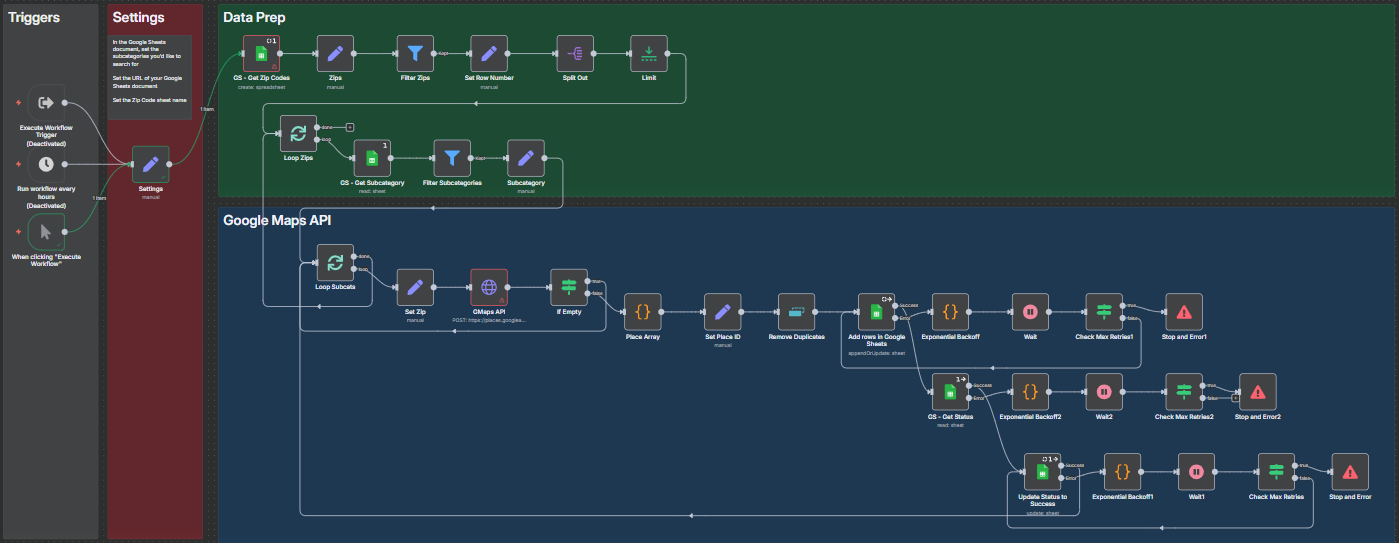 Triggers
Settings
Data Prep
In the Google Sheets
document, set the
subcategories you'd like to
search for
Set the URL of your Google
Sheets document
Set the Zip Code sheet name
1
GS - Get Zip Codes
create: spreadsheet
Zips
manual
Filter Zips
Kept
Set Row Number
manual
Split Out
Limit
1 item
Execute Workflow
Trigger
(Deactivated)
Run workflow every
hours
(Deactivated)
1 item
When clicking "Execute
Workflow"
Settings
manual
done
loop
Loop Zips
1
GS - Get Subcategory
read: sheet
Filter Subcategories
Kept
Subcategory
manual
Google Maps API
done
loop
Loop Subcats
Set Zip
manual
GMaps API
POST: https://places.googlea...
true
false
If Empty
Place Array
Set Place ID
manual
Remove Duplicates
Success
Error
Add rows in Google
Sheets
appendOrUpdate: sheet
Exponential Backoff
Wait
true
false
Check Max Retries1
Stop and Error1
1
Success
Error
GS - Get Status
read: sheet
Exponential Backoff2
Wait2
true
false
Check Max Retries2
Stop and Error2
1
Success
Error
Update Status to
Success
update: sheet
Exponential Backoff1
Wait1
true
false
Check Max Retries
Stop and Error